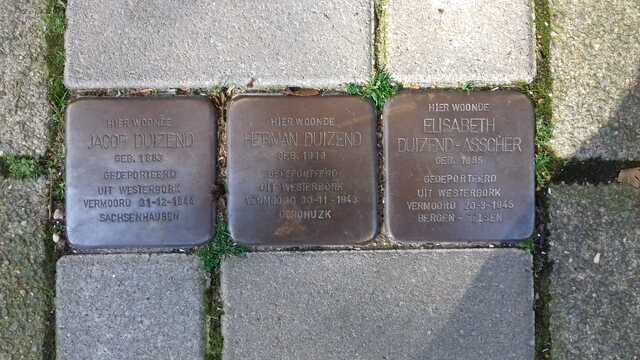 HIER WOONDE
JACOB DUIZEND
GEB. 1883
GEDEPORTEERD
UIT WESTERBORK
VERMOORD 31-12-1944
SACHSENHAUSEN
HIER WOONDE
HERMAN DUIZEND
GEB.
GEDEPORTEERD
UIT WESTERBORK
VERMOORD 30-11-1943
HIER WOONDE
ELISABETH
DUIZEND-ASSCHER
GEB. 1885
GEDEPORTEERD
UIT WESTERBORK
VERMOORD 20-3-1945
BERGEN-BELSEN